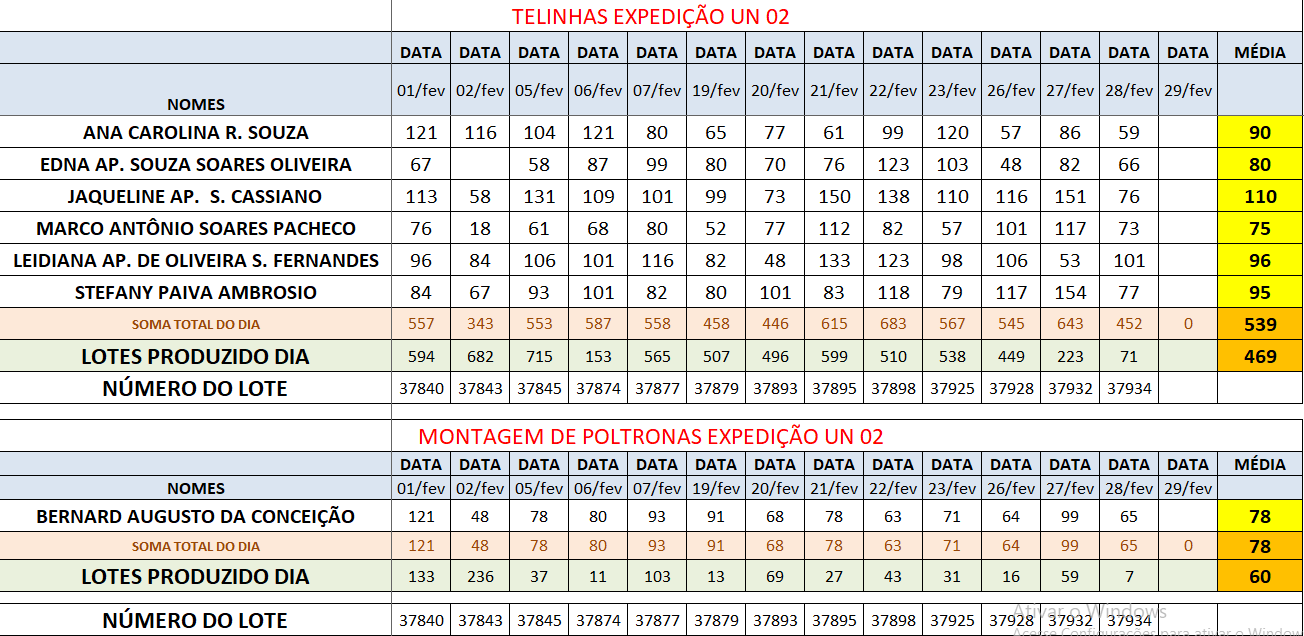 TELINHAS EXPEDIÇÃO UN 02
DATA DATA DATA DATA DATA DATA DATA DATA DATA DATA DATA DATA DATA DATA MÉDIA
NOMES 01/fev 02/fev 05/fev 06/fev 07/fev 19/fev 20/fev 21/fev 22/fev 23/fev 26/fev 27/fev 28/fev 29/fev
ANA CAROLINA R. SOUZA 121 116 104 121 80 65 77 61 99 120 57 86 59 90
EDNA AP. SOUZA SOARES OLIVEIRA 67 58 87 99 80 70 76 123 103 48 82 66 80
JAQUELINE AP. S. CASSIANO 113 58 131 109 101 99 73 150 138 110 116 151 76 110
MARCO ANTÔNIO SOARES PACHECO 76 18 61 68 80 52 77 112 82 57 101 117 73 75
LEIDIANA AP. DE OLIVEIRA S. FERNANDES 96 84 106 101 116 82 48 133 123 98 106 53 101 96
STEFANY PAIVA AMBROSIO 84 67 93 101 82 80 101 83 118 79 117 154 77 95
SOMA TOTAL DO DIA 557 343 553 587 558 458 446 615 683 567 545 643 452 0 539
LOTES PRODUZIDO DIA 594 682 715 153 565 507 496 599 510 538 449 223 71 469
NÚMERO DO LOTE 37840 37843 37845 37874 37877 37879 37893 37895 37898 37925 37928 37932 37934
MONTAGEM DE POLTRONAS EXPEDIÇÃO UN 02
DATA DATA DATA DATA DATA DATA DATA DATA DATA DATA DATA DATA DATA DATA MÉDIA
NOMES 01/fev 02/fev 05/fev 06/fev 07/fev 19/fev 20/fev 21/fev 22/fev 23/fev 26/fev 27/fev 28/fev 29/fev
BERNARD AUGUSTO DA CONCEIÇÃO 121 48 78 80 93 91 68 78 63 71 64 99 65 78
SOMA TOTAL DO DIA 121 48 78 80 93 91 68 78 63 71 64 99 65 0 78
LOTES PRODUZIDO DIA 133 236 37 11 103 13 69 27 43 31 16 59 7 60
NÚMERO DO LOTE 37840 37843 37845 37874 37877 37879 37893 37895 37898 37925 37928 37932 37934
Ativar o Windows
Acesse Configurações para ativar o Window